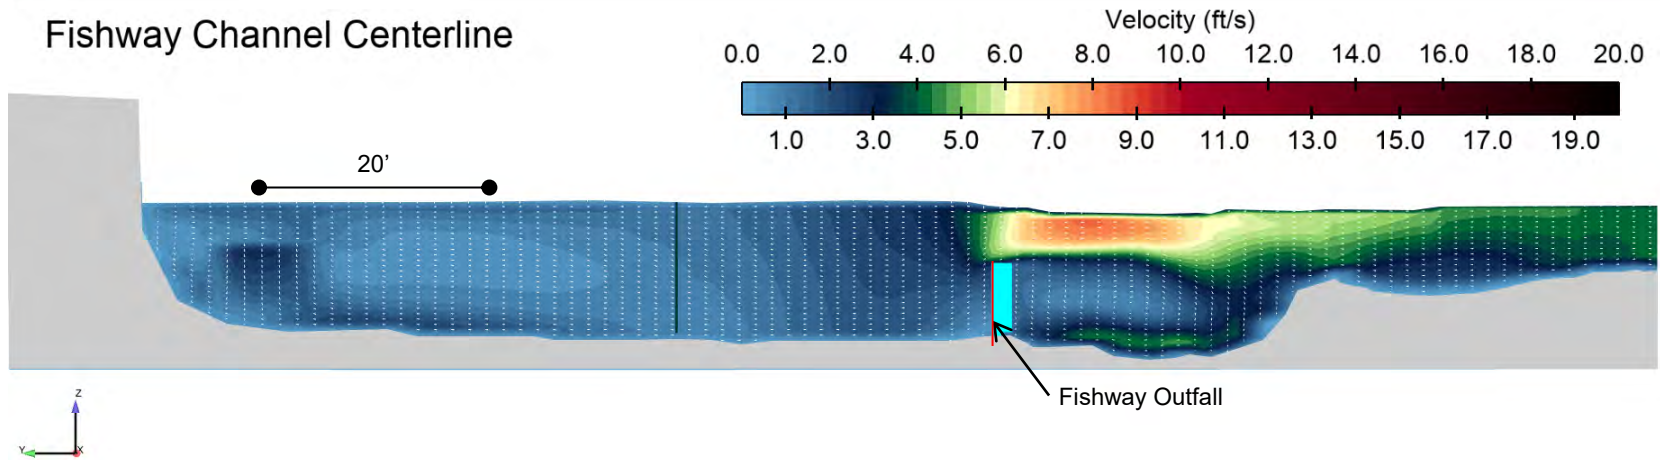 Fishway Channel Centerline
Velocity (ft/s)
0.0 2.0 4.0 6.0 8.0 10.0 12.0 14.0 16.0 18.0 20.0
1.0 3.0 5.0 7.0 9.0 11.0 13.0 15.0 17.0 19.0
20’
Fishway Outfall
Z
Y X